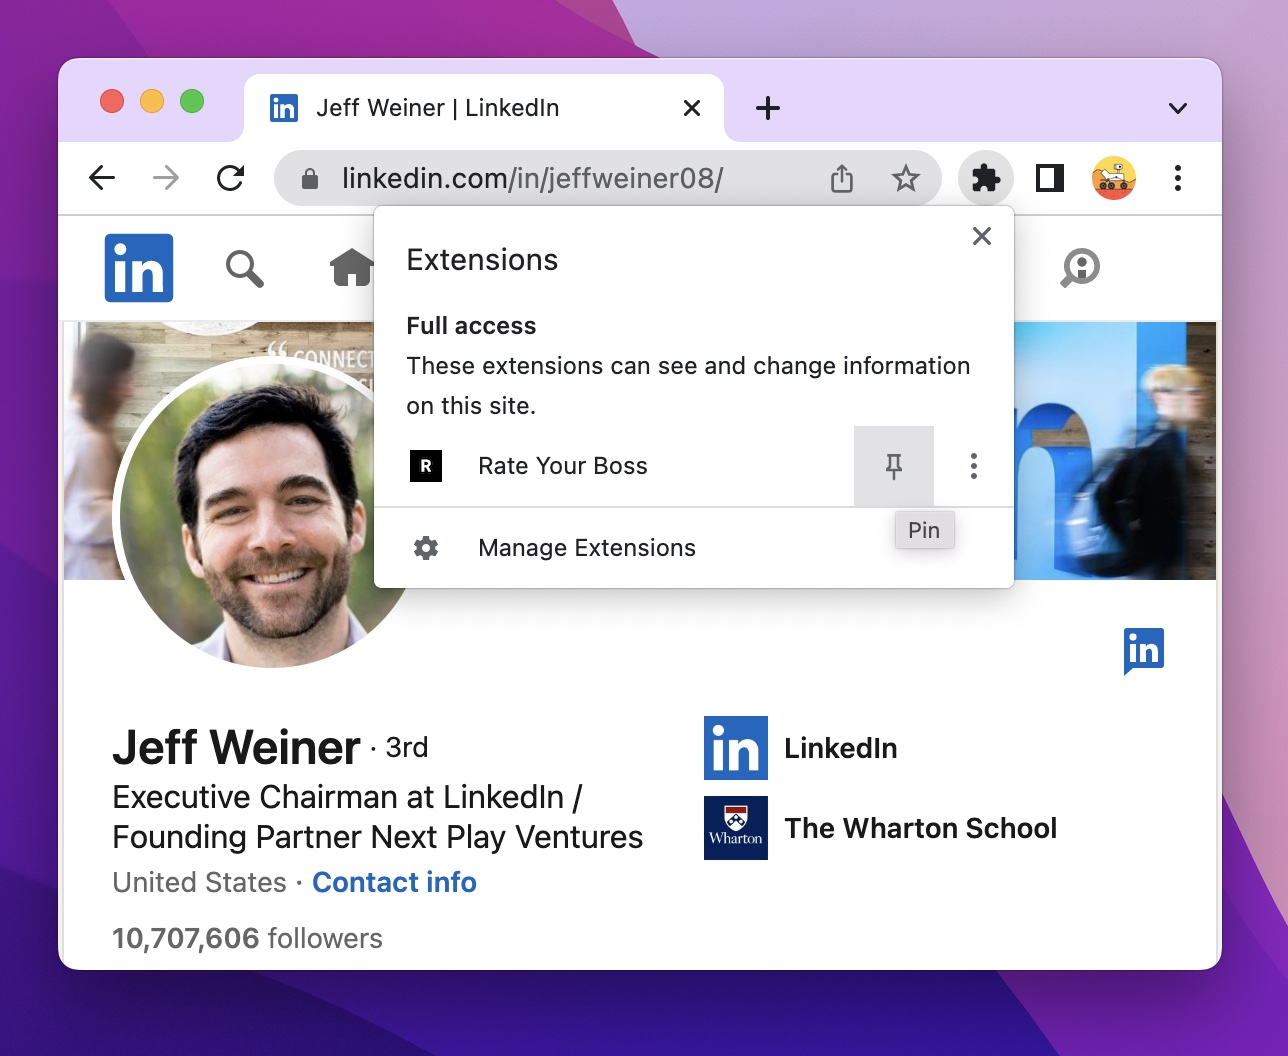 Jeff Weiner | LinkedIn
linkedin.com/in/jeffweiner08/
in
Extensions
Full access
These extensions can see and change information
on this site.
R
Rate Your Boss
Pin
Manage Extensions
“CONNECT
in
Jeff Weiner · 3rd
Executive Chairman at LinkedIn /
Founding Partner Next Play Ventures
United States · Contact info
10,707,606 followers
in
LinkedIn
Wharton
The Wharton School